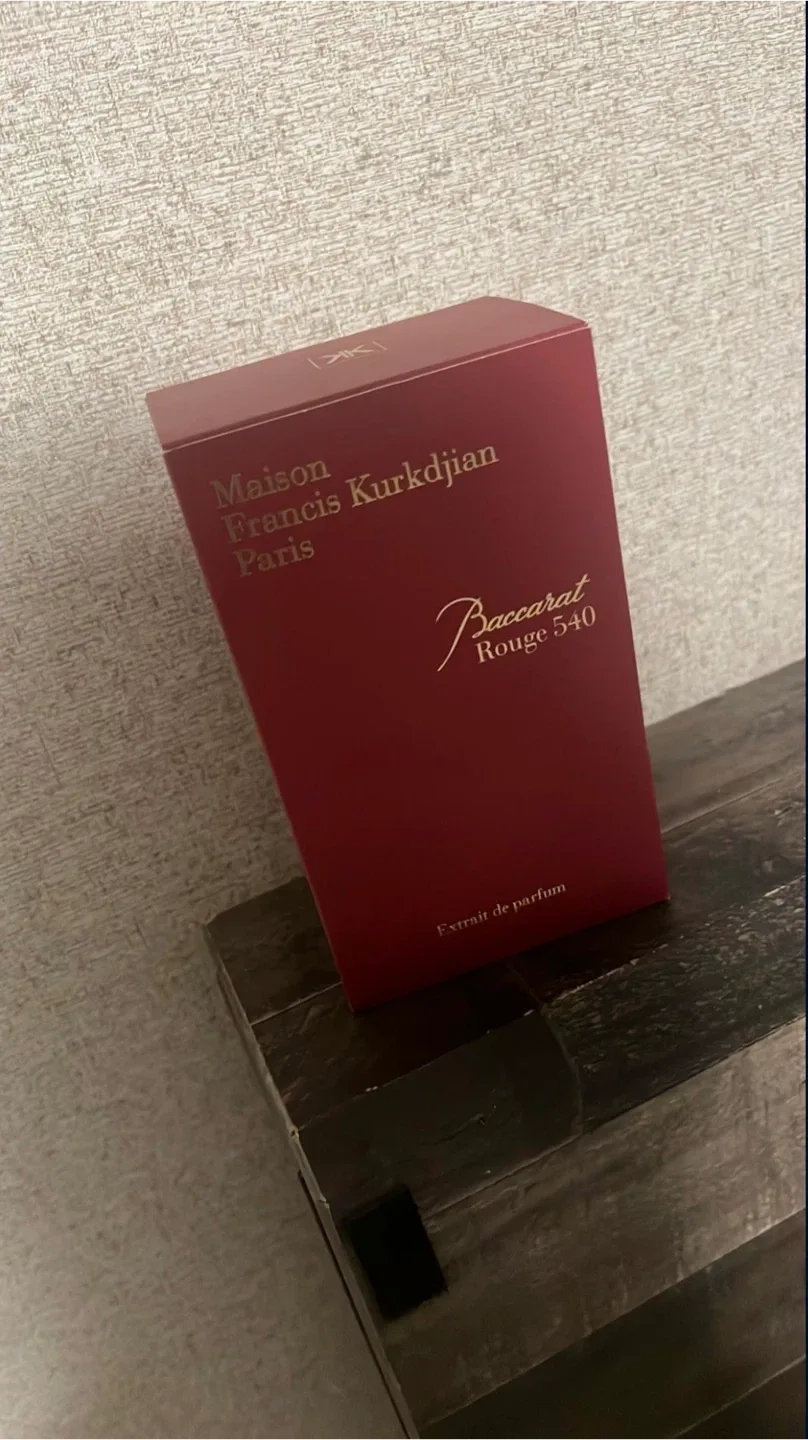 Maison
Francis Kurkdjian
Paris
Baccarat
Rouge 540
Extrait de parfum